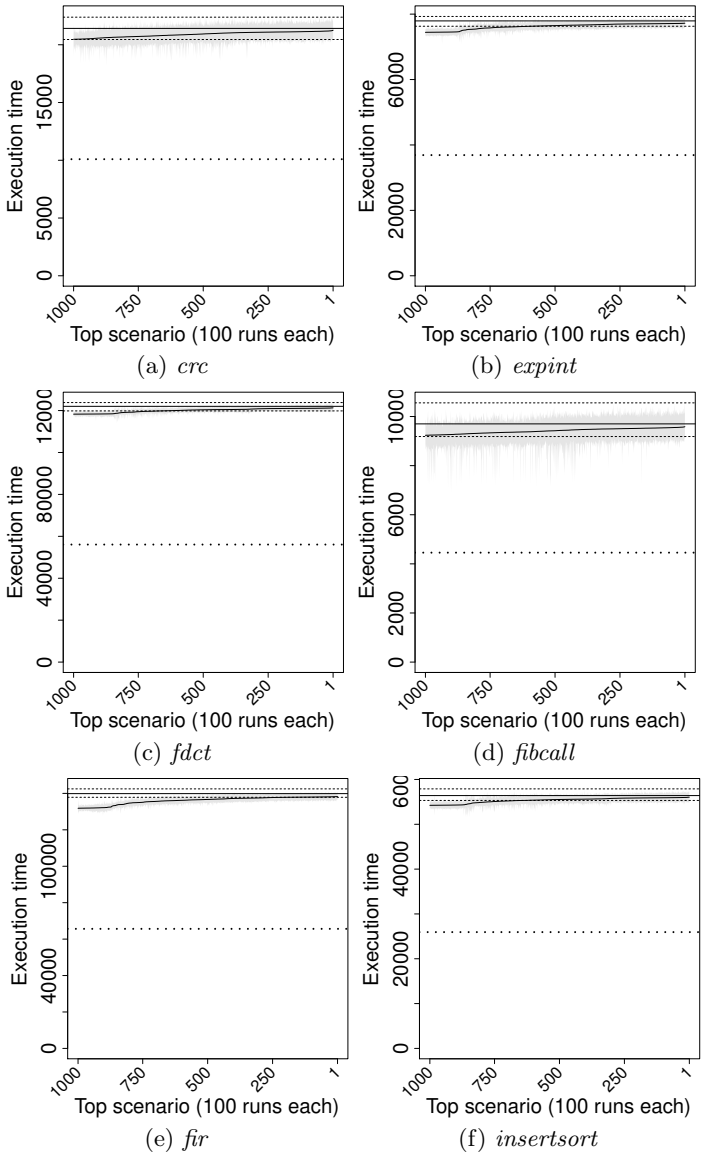 Execution time
0
5000
15000
1000
750
500
250
1
Top scenario (100 runs each)
(a) crc
Execution time
0
20000
60000
1000
750
500
250
1
Top scenario (100 runs each)
(b) expint
Execution time
0
40000
80000
12000
1000
750
500
250
1
Top scenario (100 runs each)
(c) fdct
Execution time
0
2000
6000
10000
1000
750
500
250
1
Top scenario (100 runs each)
(d) fibcall
Execution time
0
40000
100000
1000
750
500
250
1
Top scenario (100 runs each)
(e) fir
Execution time
0
20000
40000
600
1000
750
500
250
1
Top scenario (100 runs each)
(f) insertsort